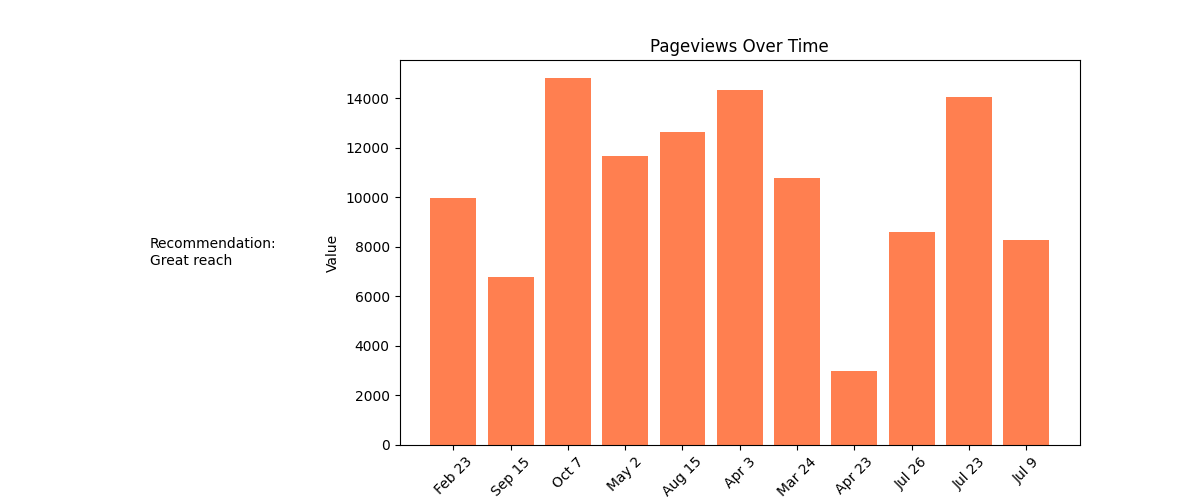 Pageviews Over Time
Recommendation:
Great reach
Value
14000
12000
10000
8000
6000
4000
2000
0
Feb 23
Sep 15
Oct 7
May 2
Aug 15
Apr 3
Mar 24
Apr 23
Jul 26
Jul 23
Jul 9